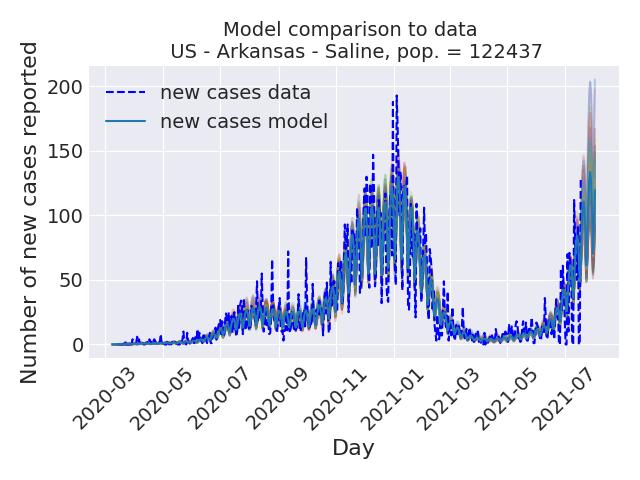 Model comparison to data
US - Arkansas - Saline, pop. = 122437
Number of new cases reported
200
150
100
50
0
new cases data
new cases model
2020-03
2020-05
2020-07
2020-09
2020-11
2021-01
2021-03
2021-05
2021-07
Day